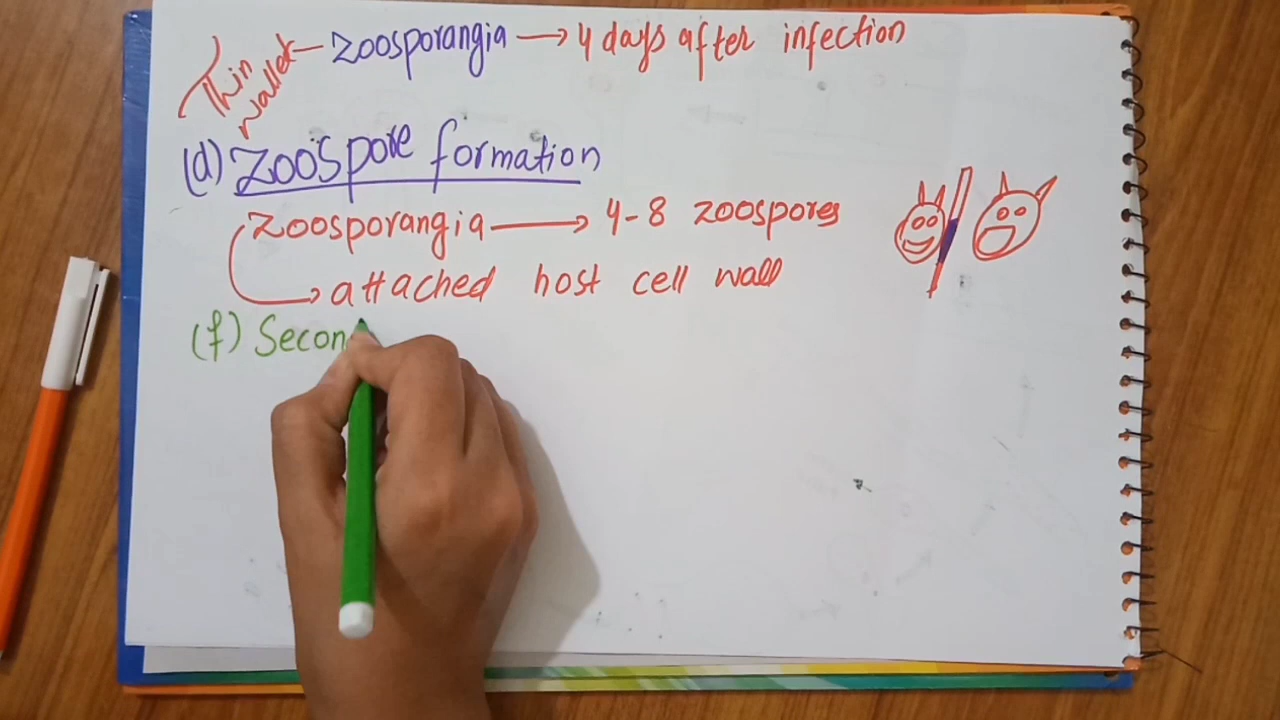 Thin walled - Zoosporangia → 4 days after infection
(d) Zoospore formation
Zoosporangia → 4-8 zoospores
→ attached host cell wall
(f) Secon